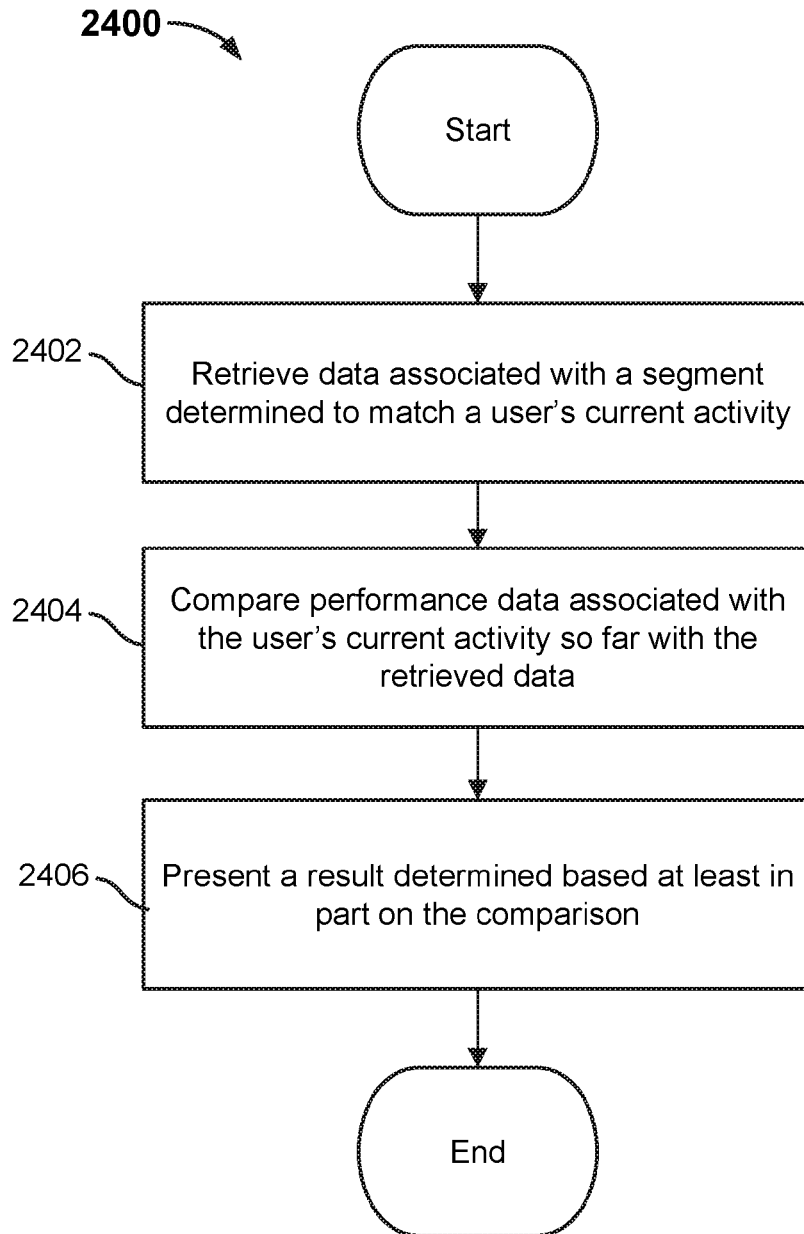 2400
Start
2402
Retrieve data associated with a segment
determined to match a user's current activity
2404
Compare performance data associated with
the user's current activity so far with the
retrieved data
2406
Present a result determined based at least in
part on the comparison
End